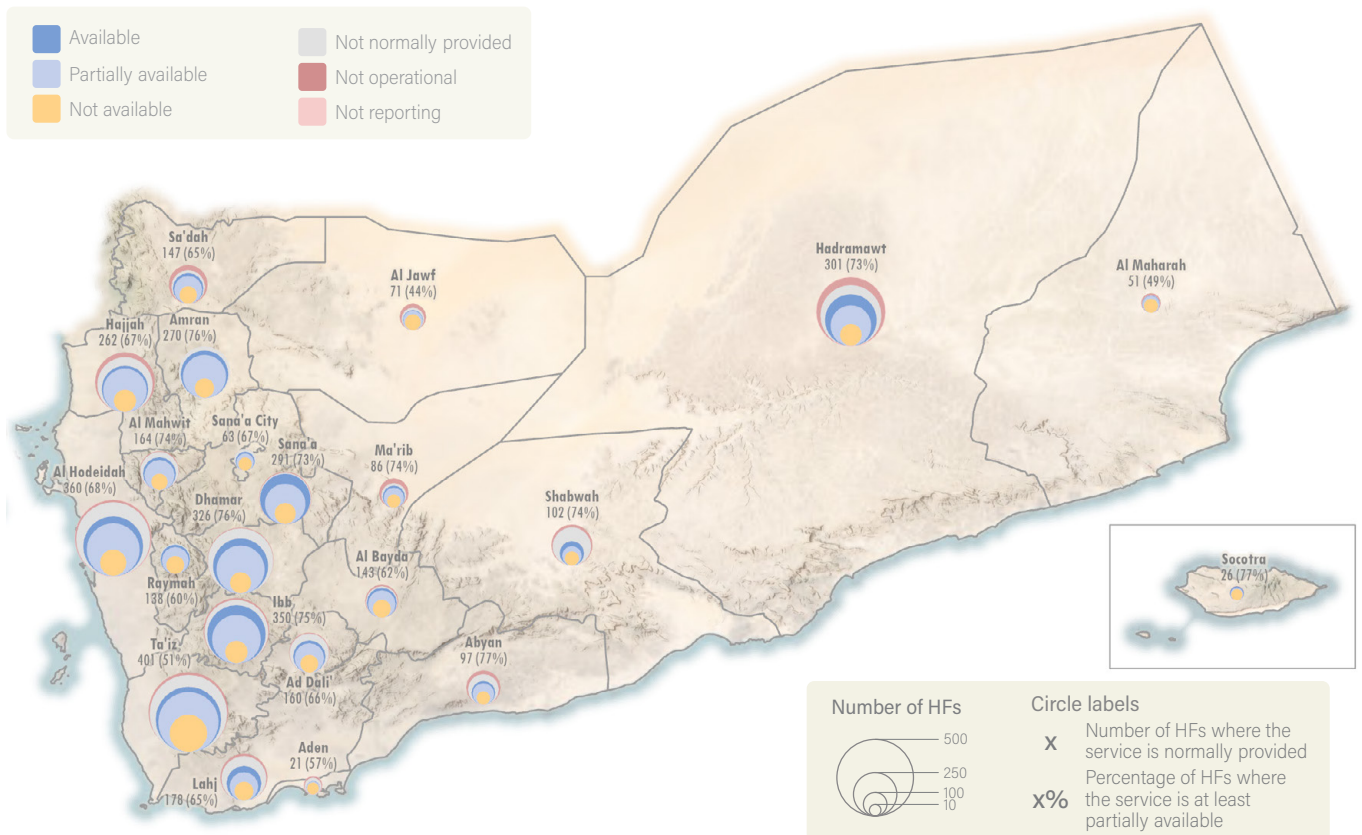 Available
Partially available
Not available
Not normally provided
Not operational
Not reporting
Sa'dah
147 (65%)
Al Jawf
71 (44%)
Hadramawt
301 (73%)
Al Maharah
51 (49%)
Hajjah
262 (67%)
Amran
270 (76%)
Al Mahwit
164 (74%)
Sana'a City
63 (67%)
Sana'a
291 (73%)
Ma'rib
86 (74%)
Al Hodeidah
360 (68%)
Dhamar
326 (76%)
Shabwah
102 (74%)
Al Bayda
143 (62%)
Raymah
138 (60%)
Ibb
350 (75%)
Socotra
26 (77%)
Ta'iz
401 (51%)
Ad Dali'
160 (66%)
Abyan
97 (77%)
Aden
21 (57%)
Lahj
178 (65%)
Number of HFs
500
250
100
10
Circle labels
x Number of HFs where the
service is normally provided
x% Percentage of HFs where
the service is at least
partially available